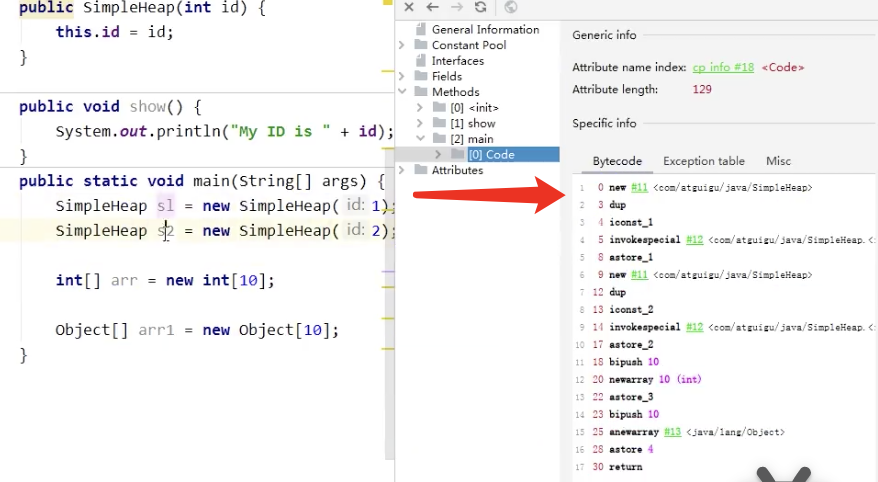 public SimpleHeap(int id) {
this.id = id;
}
public void show() {
System.out.println("My ID is " + id);
}
public static void main(String[] args) {
SimpleHeap s1 = new SimpleHeap( id: 1);
SimpleHeap s2 = new SimpleHeap( id: 2);
int[] arr = new int[10];
Object[] arr1 = new Object[10];
}
General Information
Constant Pool
Interfaces
Fields
Methods
[0] <init>
[1] show
[2] main
[0] Code
Attributes
Generic info
Attribute name index: cp info #18 <Code>
Attribute length: 129
Specific info
Bytecode Exception table Misc
1 0 new #11 <com/atguigu/java/SimpleHeap>
2 3 dup
3 4 iconst_1
4 5 invokespecial #12 <com/atguigu/java/SimpleHeap.<
5 8 astore_1
6 9 new #11 <com/atguigu/java/SimpleHeap>
7 12 dup
8 13 iconst_2
9 14 invokespecial #12 <com/atguigu/java/SimpleHeap.<
10 17 astore_2
11 18 bipush 10
12 20 newarray 10 (int)
13 22 astore_3
14 23 bipush 10
15 25 anewarray #13 <java/lang/Object>
16 28 astore 4
17 30 return